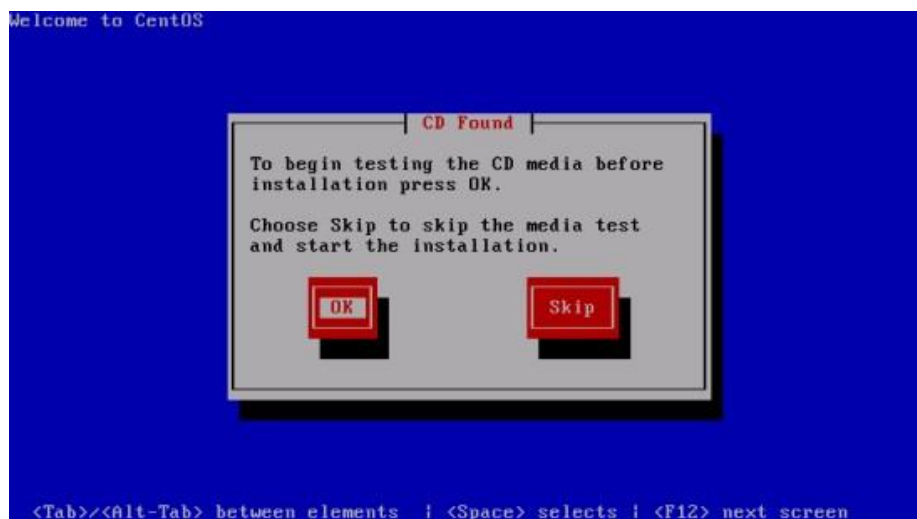 Welcome to CentOS
CD Found
To begin testing the CD media before
installation press OK.
Choose Skip to skip the media test
and start the installation.
OK Skip
<Tab>/<Alt-Tab> between elements | <Space> selects | <F12> next screen